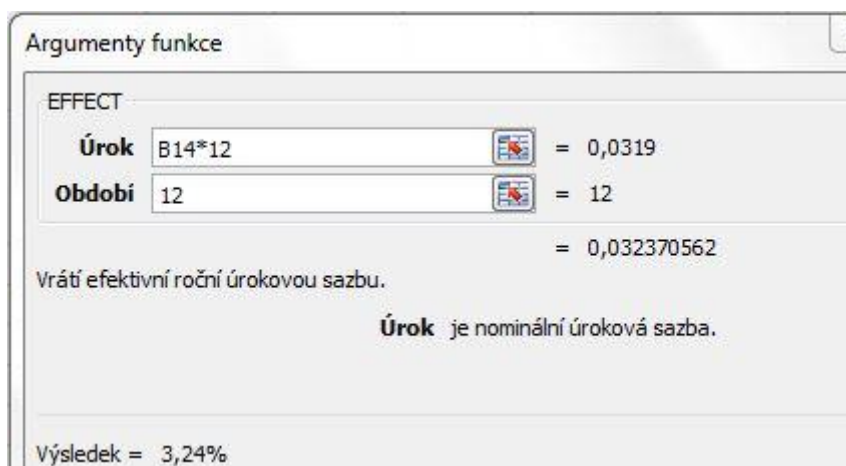 Argumenty funkce
EFFECT
Úrok B14*12 = 0,0319
Období 12 = 12
= 0,032370562
Vrátí efektivní roční úrokovou sazbu.
Úrok je nominální úroková sazba.
Výsledek = 3,24%